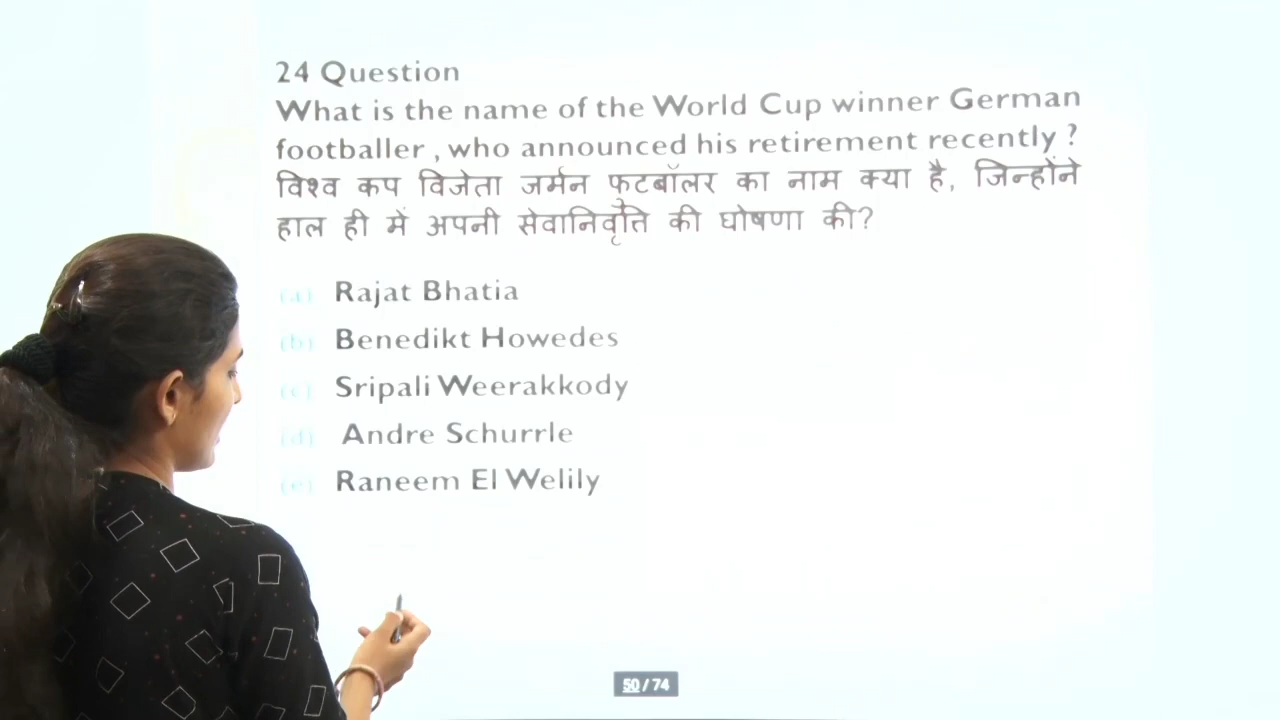 24 Question
What is the name of the World Cup winner German
footballer , who announced his retirement recently ?
विश्व कप विजेता जर्मन फुटबॉलर का नाम क्या है, जिन्होंने
हाल ही में अपनी सेवानिवृत्ति की घोषणा की?
(a) Rajat Bhatia
(b) Benedikt Howedes
(c) Sripali Weerakkody
(d) Andre Schurrle
(e) Raneem El Welily
50 / 74